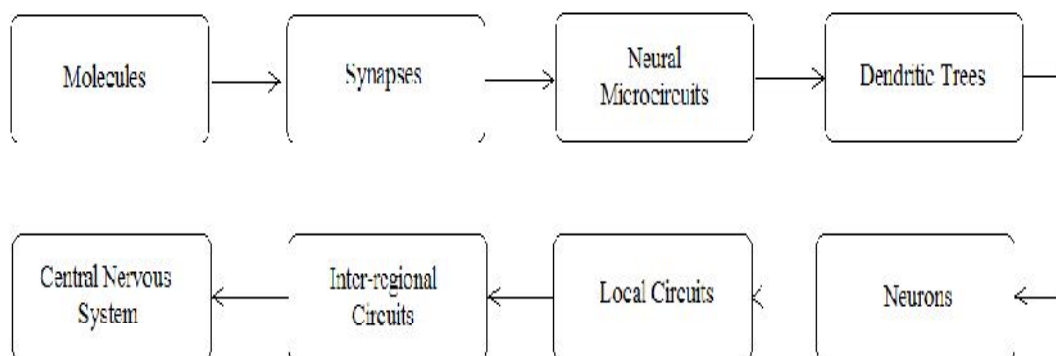 Molecules
Synapses
Neural
Microcircuits
Dendritic Trees
Central Nervous
System
Inter-regional
Circuits
Local Circuits
Neurons